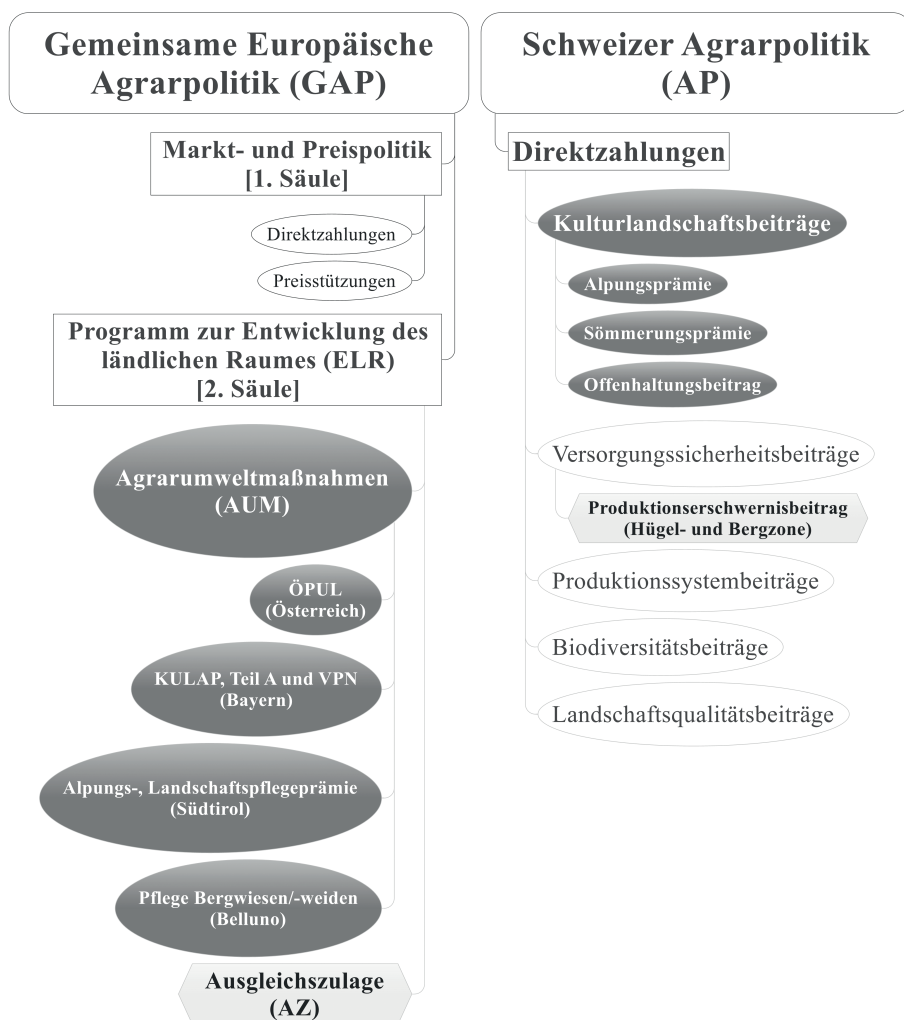 Gemeinsame Europäische
Agrarpolitik (GAP)
Markt- und Preispolitik
[1. Säule]
Direktzahlungen
Preisstützungen
Programm zur Entwicklung des
ländlichen Raumes (ELR)
[2. Säule]
Agrarumweltmaßnahmen
(AUM)
ÖPUL
(Österreich)
KULAP, Teil A und VPN
(Bayern)
Alpungs-, Landschaftspflegeprämie
(Südtirol)
Pflege Bergwiesen/-weiden
(Belluno)
Ausgleichszulage
(AZ)
Schweizer Agrarpolitik
(AP)
Direktzahlungen
Kulturlandschaftsbeiträge
Alpungsprämie
Sömmerungsprämie
Offenhaltungsbeitrag
Versorgungssicherheitsbeiträge
Produktionserschwernisbeitrag
(Hügel- und Bergzone)
Produktionssystembeiträge
Biodiversitätsbeiträge
Landschaftsqualitätsbeiträge